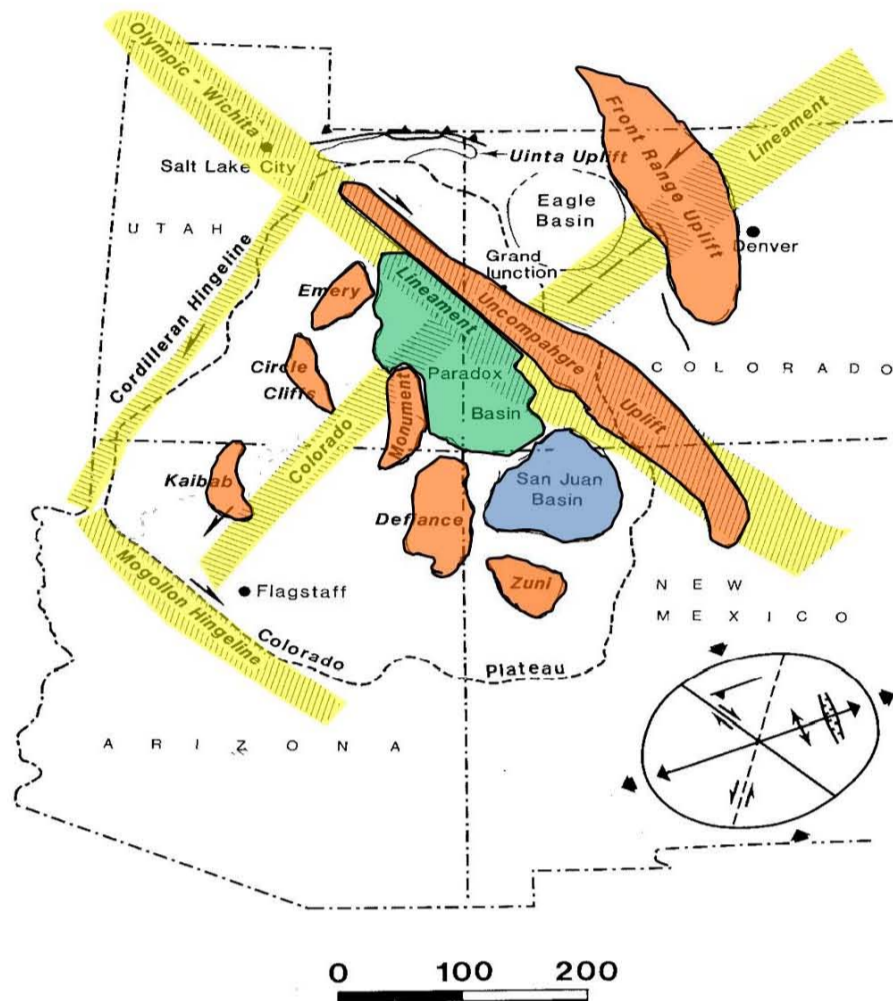 Olympic - Wichita
Lineament
Salt Lake City
Uinta Uplift
Front Range Uplift
Lineament
UTAH
Eagle
Basin
Denver
Grand
Junction
Cordilleran Hingeline
Emery
Lineament
Uncompahgre
Uplift
Circle
Cliffs
COLORADO
Paradox
Basin
Monument
Colorado
Kaibab
San Juan
Basin
Defiance
Zuni
Flagstaff
NEW
MEXICO
Mogollon Hingeline
Colorado
Plateau
ARIZONA
0 100 200